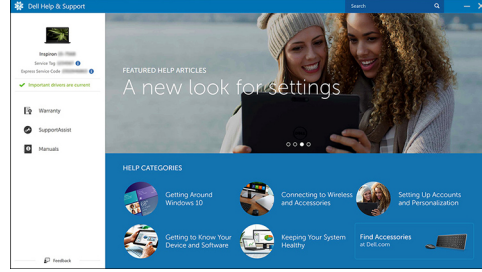 Dell Help & Support
Search
Inspiron
Service Tag
Express Service Code
Important drivers are current
Warranty
SupportAssist
Manuals
Feedback
FEATURED HELP ARTICLES
A new look for settings
DELL
HELP CATEGORIES
Getting Around
Windows 10
Connecting to Wireless
and Accessories
Setting Up Accounts
and Personalization
Getting to Know Your
Device and Software
Keeping Your System
Healthy
Find Accessories
at Dell.com